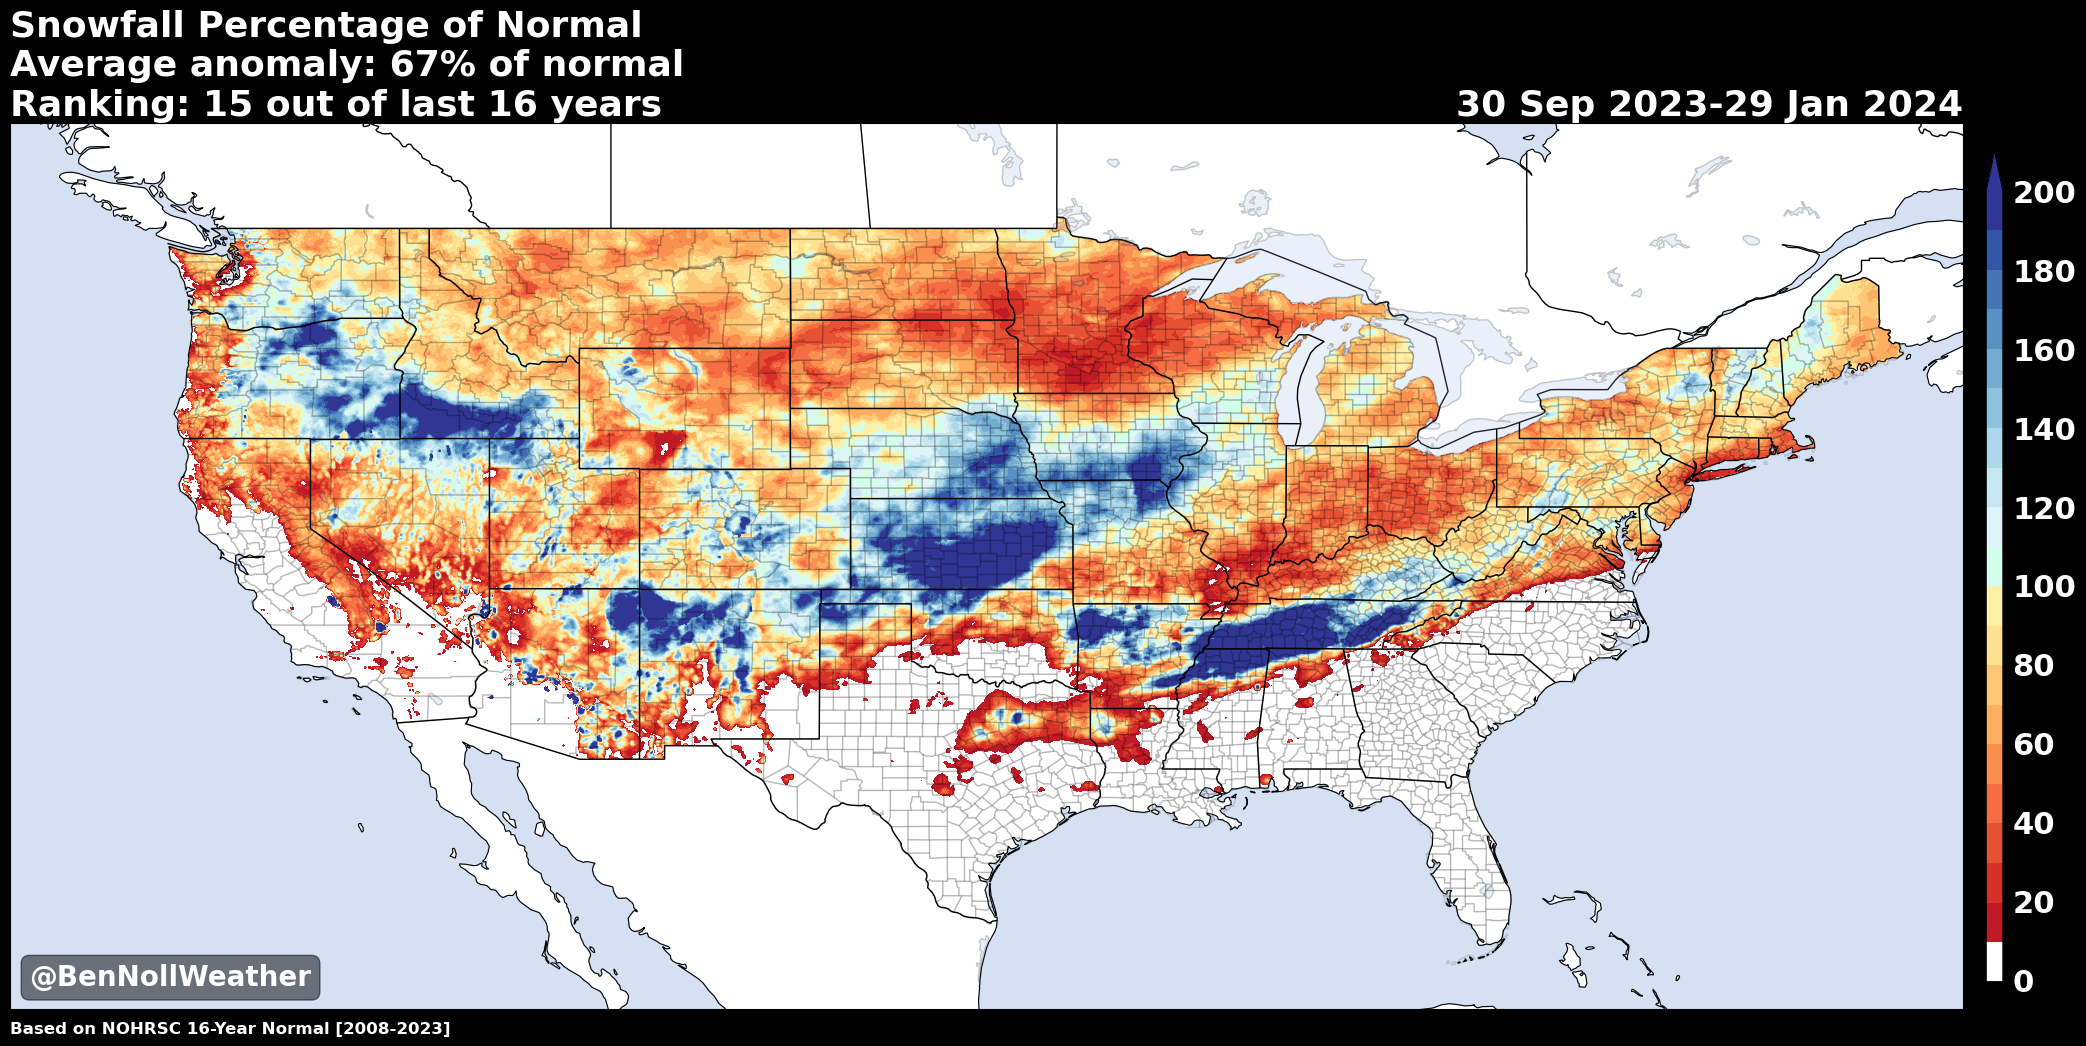 Snowfall Percentage of Normal
Average anomaly: 67% of normal
Ranking: 15 out of last 16 years
30 Sep 2023-29 Jan 2024
200
180
160
140
120
100
80
60
40
20
0
@BenNollWeather
Based on NOHRSC 16-Year Normal [2008-2023]